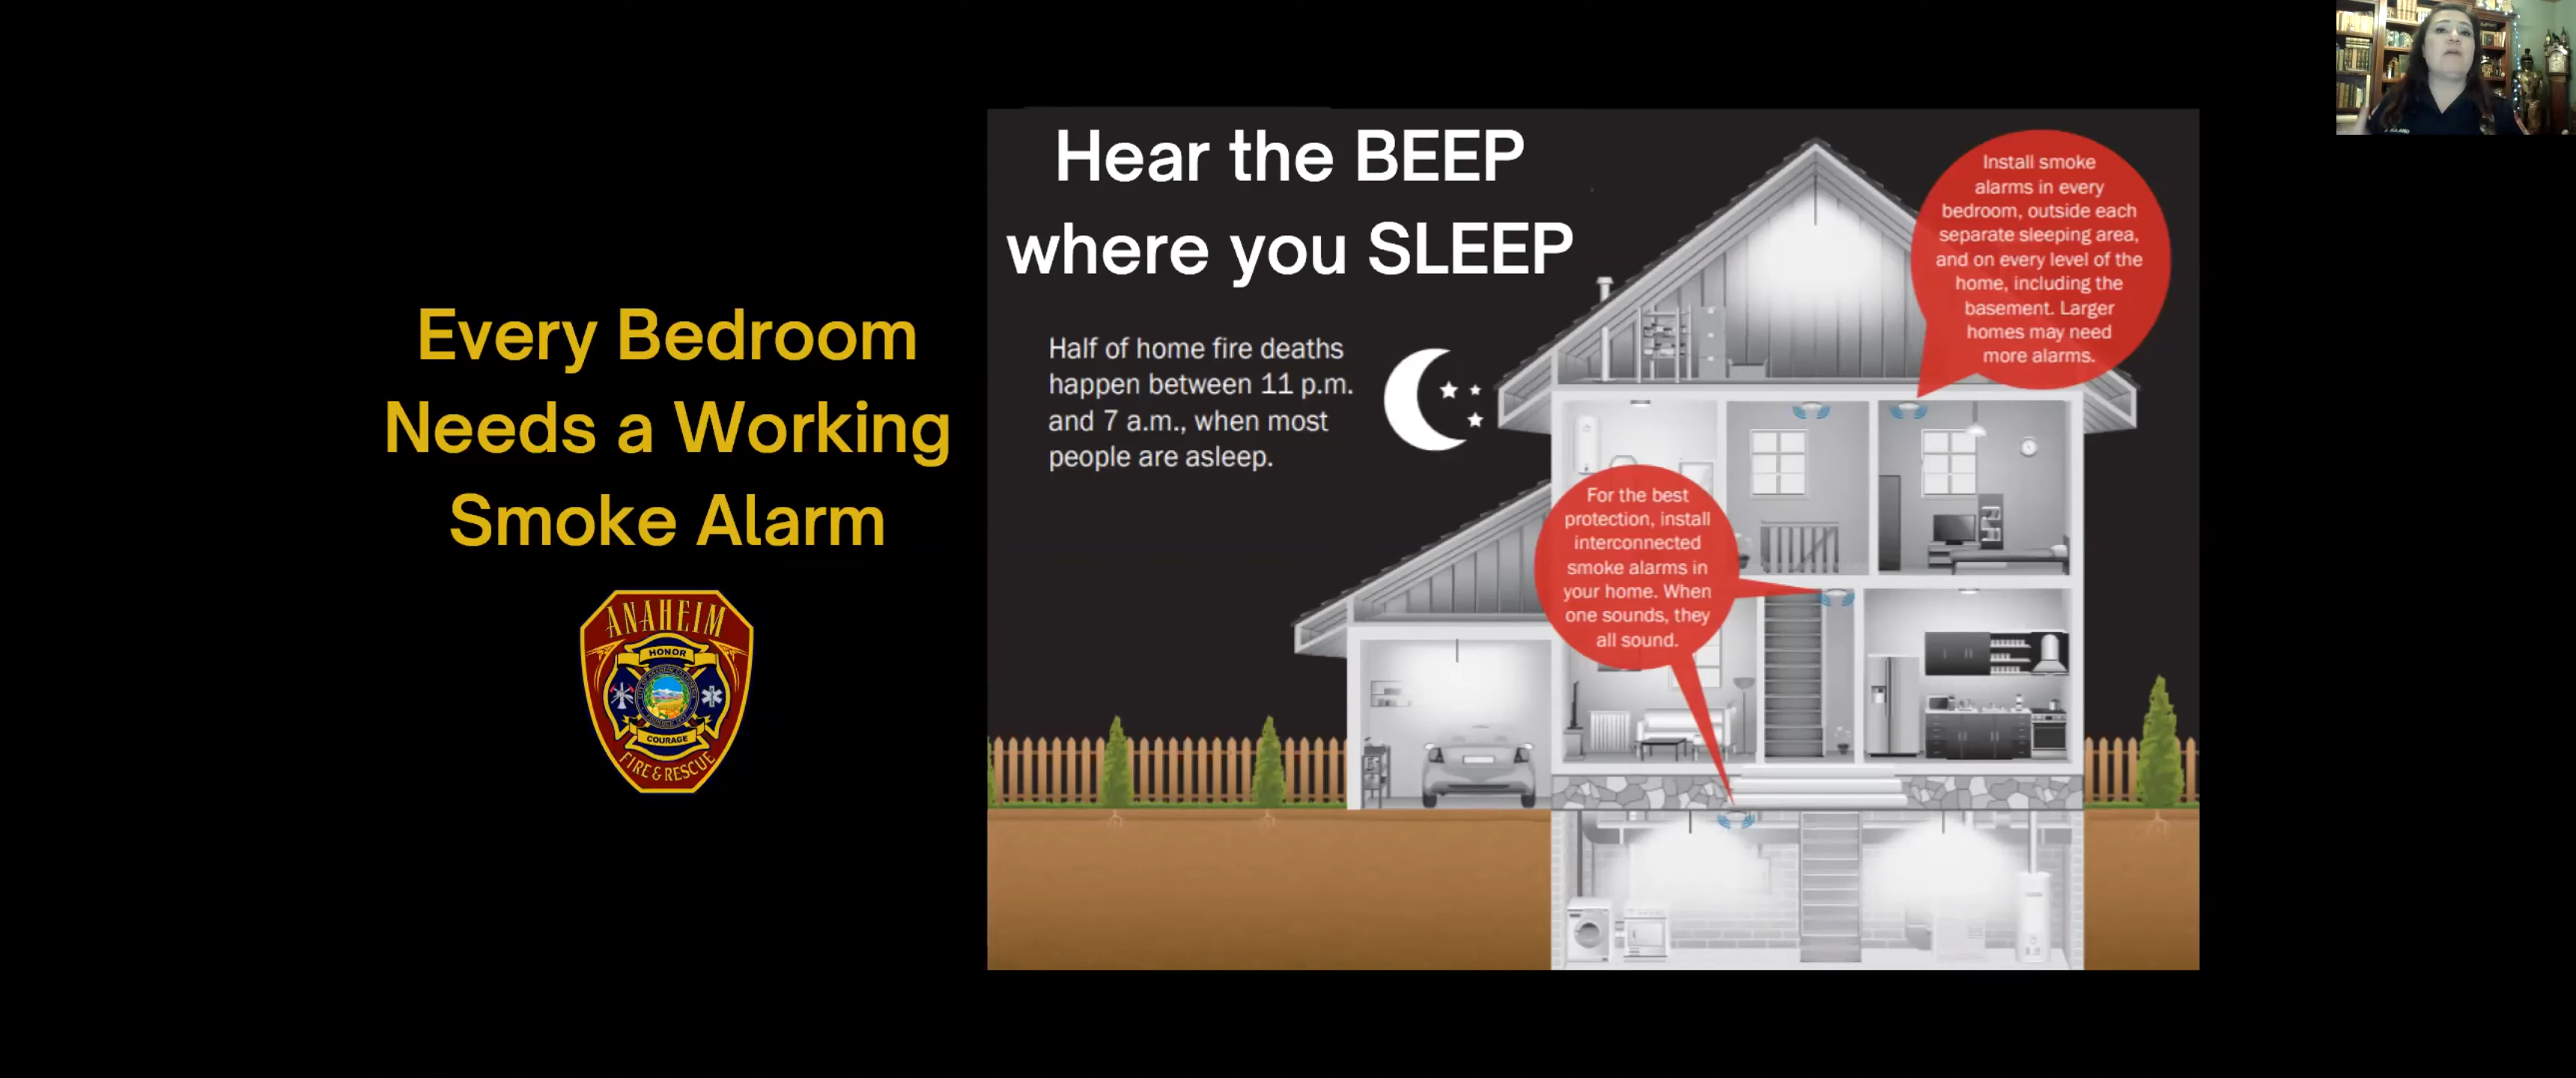 Every Bedroom
Needs a Working
Smoke Alarm
ANAHEIM
HONOR
COURAGE
FIRE & RESCUE
Hear the BEEP
where you SLEEP
Half of home fire deaths
happen between 11 p.m.
and 7 a.m., when most
people are asleep.
Install smoke
alarms in every
bedroom, outside each
separate sleeping area,
and on every level of the
home, including the
basement. Larger
homes may need
more alarms.
For the best
protection, install
interconnected
smoke alarms in
your home. When
one sounds, they
all sound.